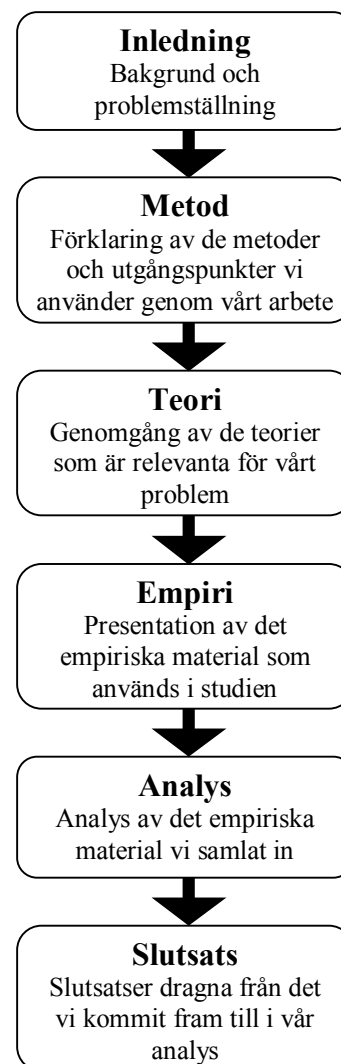 Inledning
Bakgrund och
problemställning
Metod
Förklaring av de metoder
och utgångspunkter vi
använder genom vårt arbete
Teori
Genomgång av de teorier
som är relevanta för vårt
problem
Empiri
Presentation av det
empiriska material som
används i studien
Analys
Analys av det empiriska
material vi samlat in
Slutsats
Slutsatser dragna från det
vi kommit fram till i vår
analys